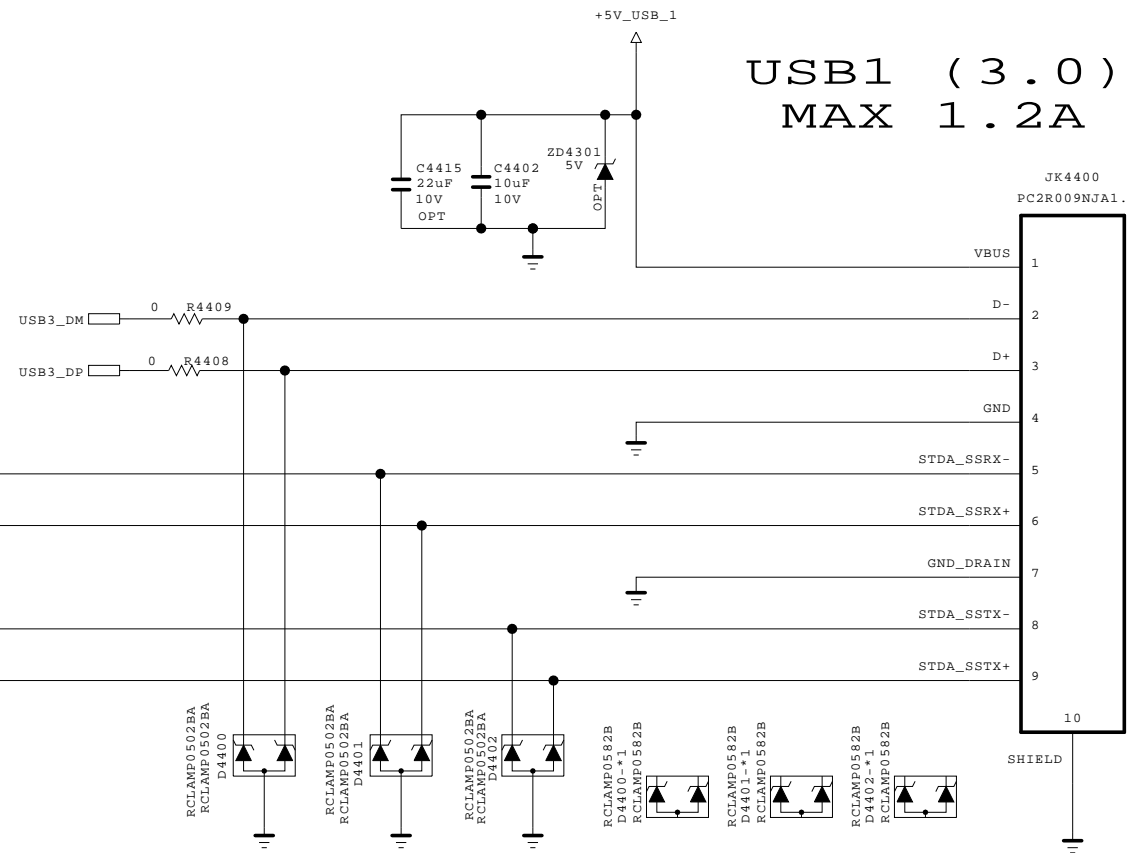 +5V_USB_1
USB1 (3.0)
MAX 1.2A
ZD4301
5V
OPT
C4415
22uF
10V
OPT
C4402
10uF
10V
JK4400
PC2R009NJA1.
VBUS
1
D-
2
USB3_DM
0
R4409
D+
3
USB3_DP
0
R4408
GND
4
STDA_SSRX-
5
STDA_SSRX+
6
GND_DRAIN
7
STDA_SSTX-
8
STDA_SSTX+
9
10
SHIELD
RCLAMP0502BA
RCLAMP0502BA
D4400
RCLAMP0502BA
RCLAMP0502BA
D4401
RCLAMP0502BA
RCLAMP0502BA
D4402
RCLAMP0582B
D4400-*1
RCLAMP0582B
RCLAMP0582B
D4401-*1
RCLAMP0582B
RCLAMP0582B
D4402-*1
RCLAMP0582B